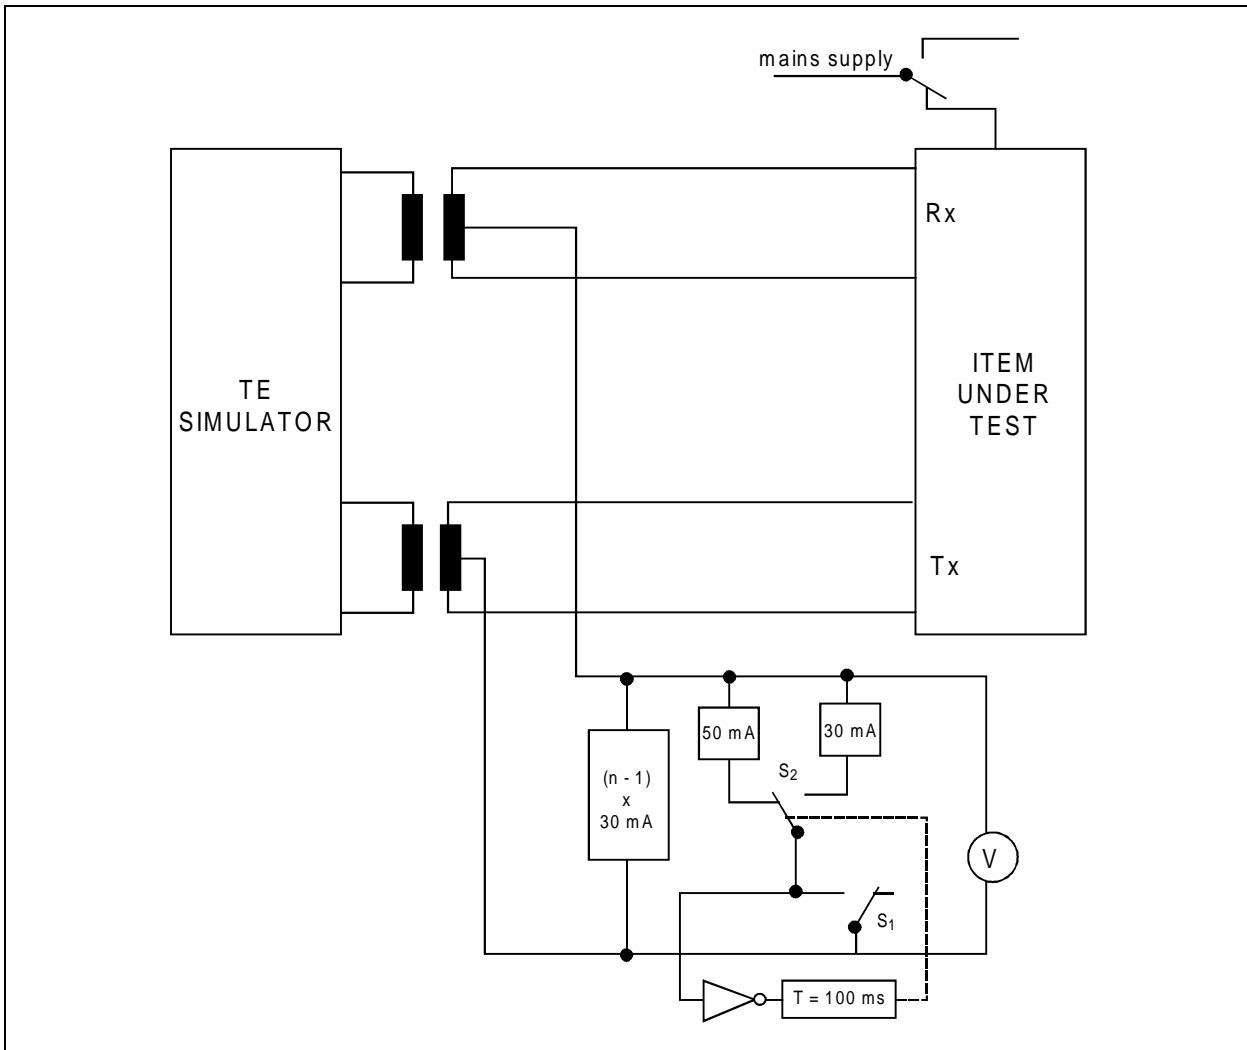 mains supply
Rx
TE
SIMULATOR
ITEM
UNDER
TEST
Tx
50 mA
30 mA
S2
(n - 1)
x
30 mA
V
S1
T = 100 ms